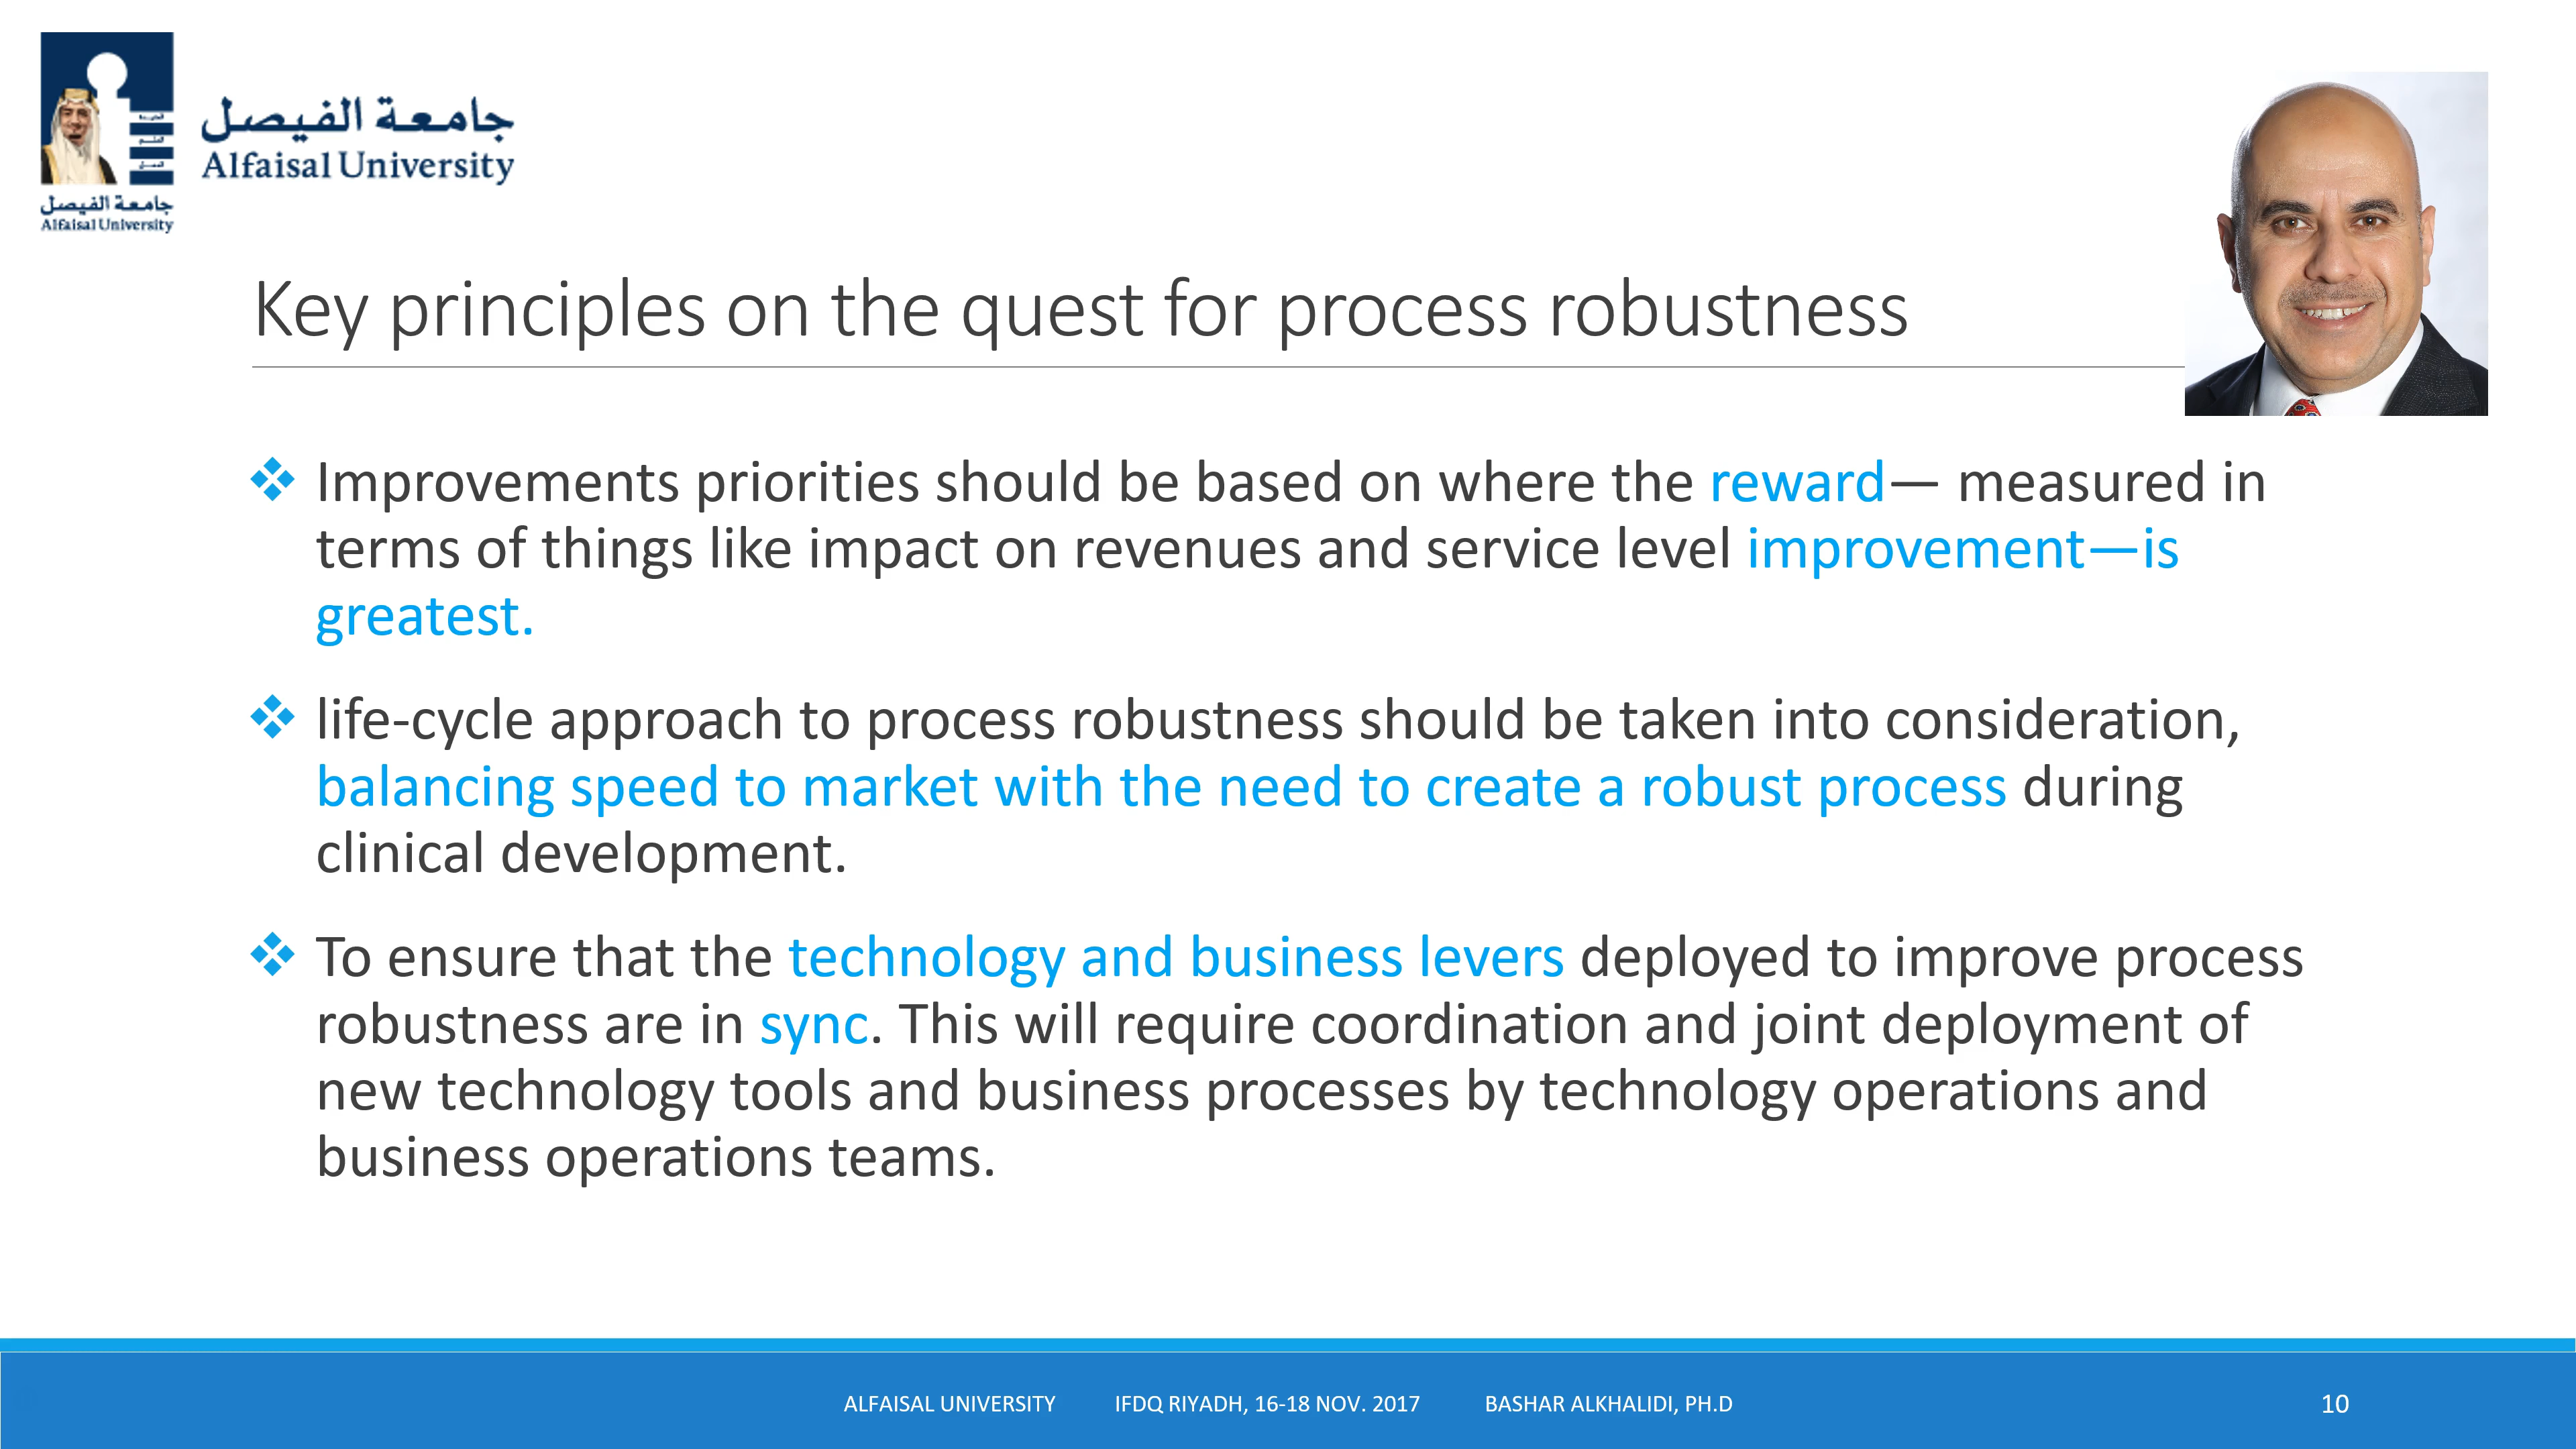 جامعة الفيصل
Alfaisal University
جامعة الفيصل
Alfaisal University
Key principles on the quest for process robustness
❖ Improvements priorities should be based on where the reward— measured in
terms of things like impact on revenues and service level improvement—is
greatest.
❖ life-cycle approach to process robustness should be taken into consideration,
balancing speed to market with the need to create a robust process during
clinical development.
❖ To ensure that the technology and business levers deployed to improve process
robustness are in sync. This will require coordination and joint deployment of
new technology tools and business processes by technology operations and
business operations teams.
ALFAISAL UNIVERSITY IFDQ RIYADH, 16-18 NOV. 2017 BASHAR ALKHALIDI, PH.D 10